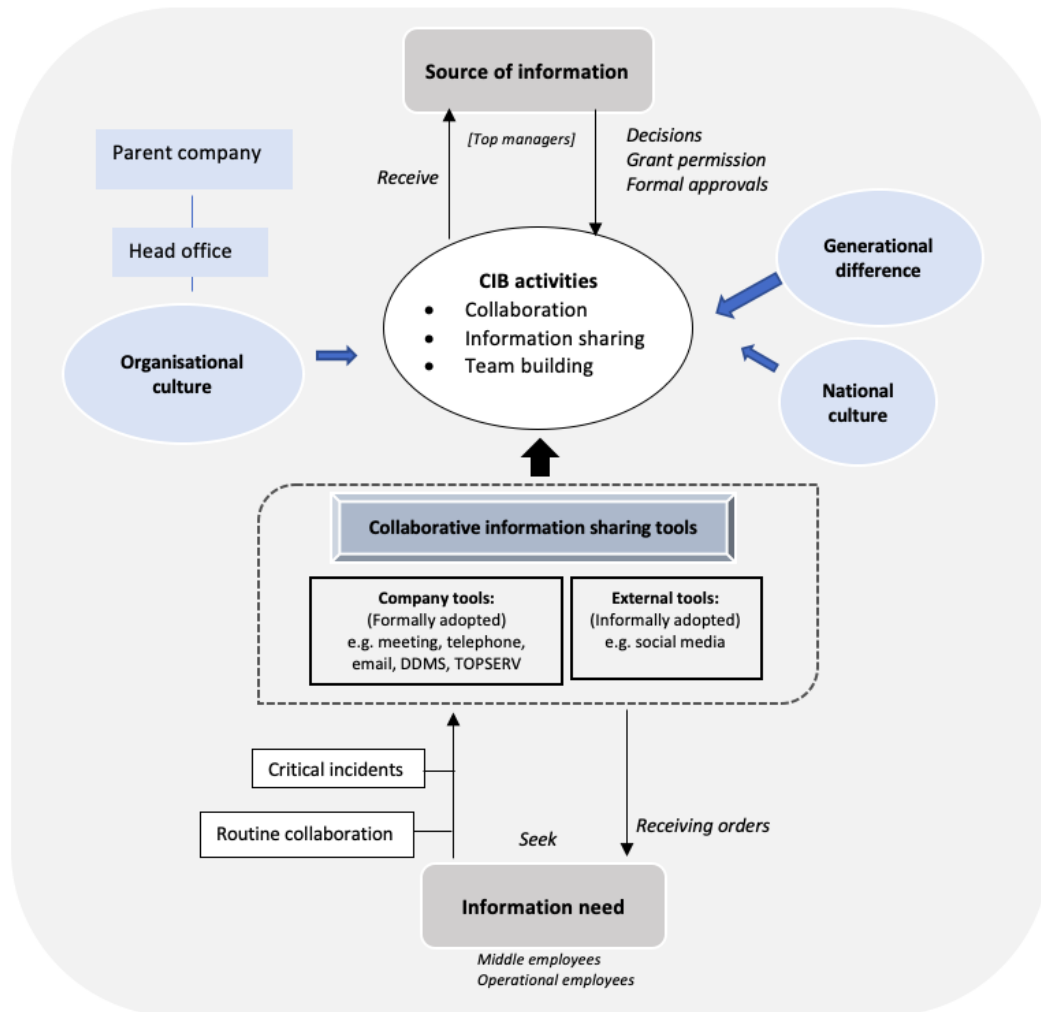 Source of information
[Top managers]
Receive
Decisions
Grant permission
Formal approvals
Parent company
Head office
Organisational
culture
CIB activities
• Collaboration
• Information sharing
• Team building
Generational
difference
National
culture
Collaborative information sharing tools
Company tools:
(Formally adopted)
e.g. meeting, telephone,
email, DDMS, TOPSERV
External tools:
(Informally adopted)
e.g. social media
Critical incidents
Routine collaboration
Seek
Receiving orders
Information need
Middle employees
Operational employees